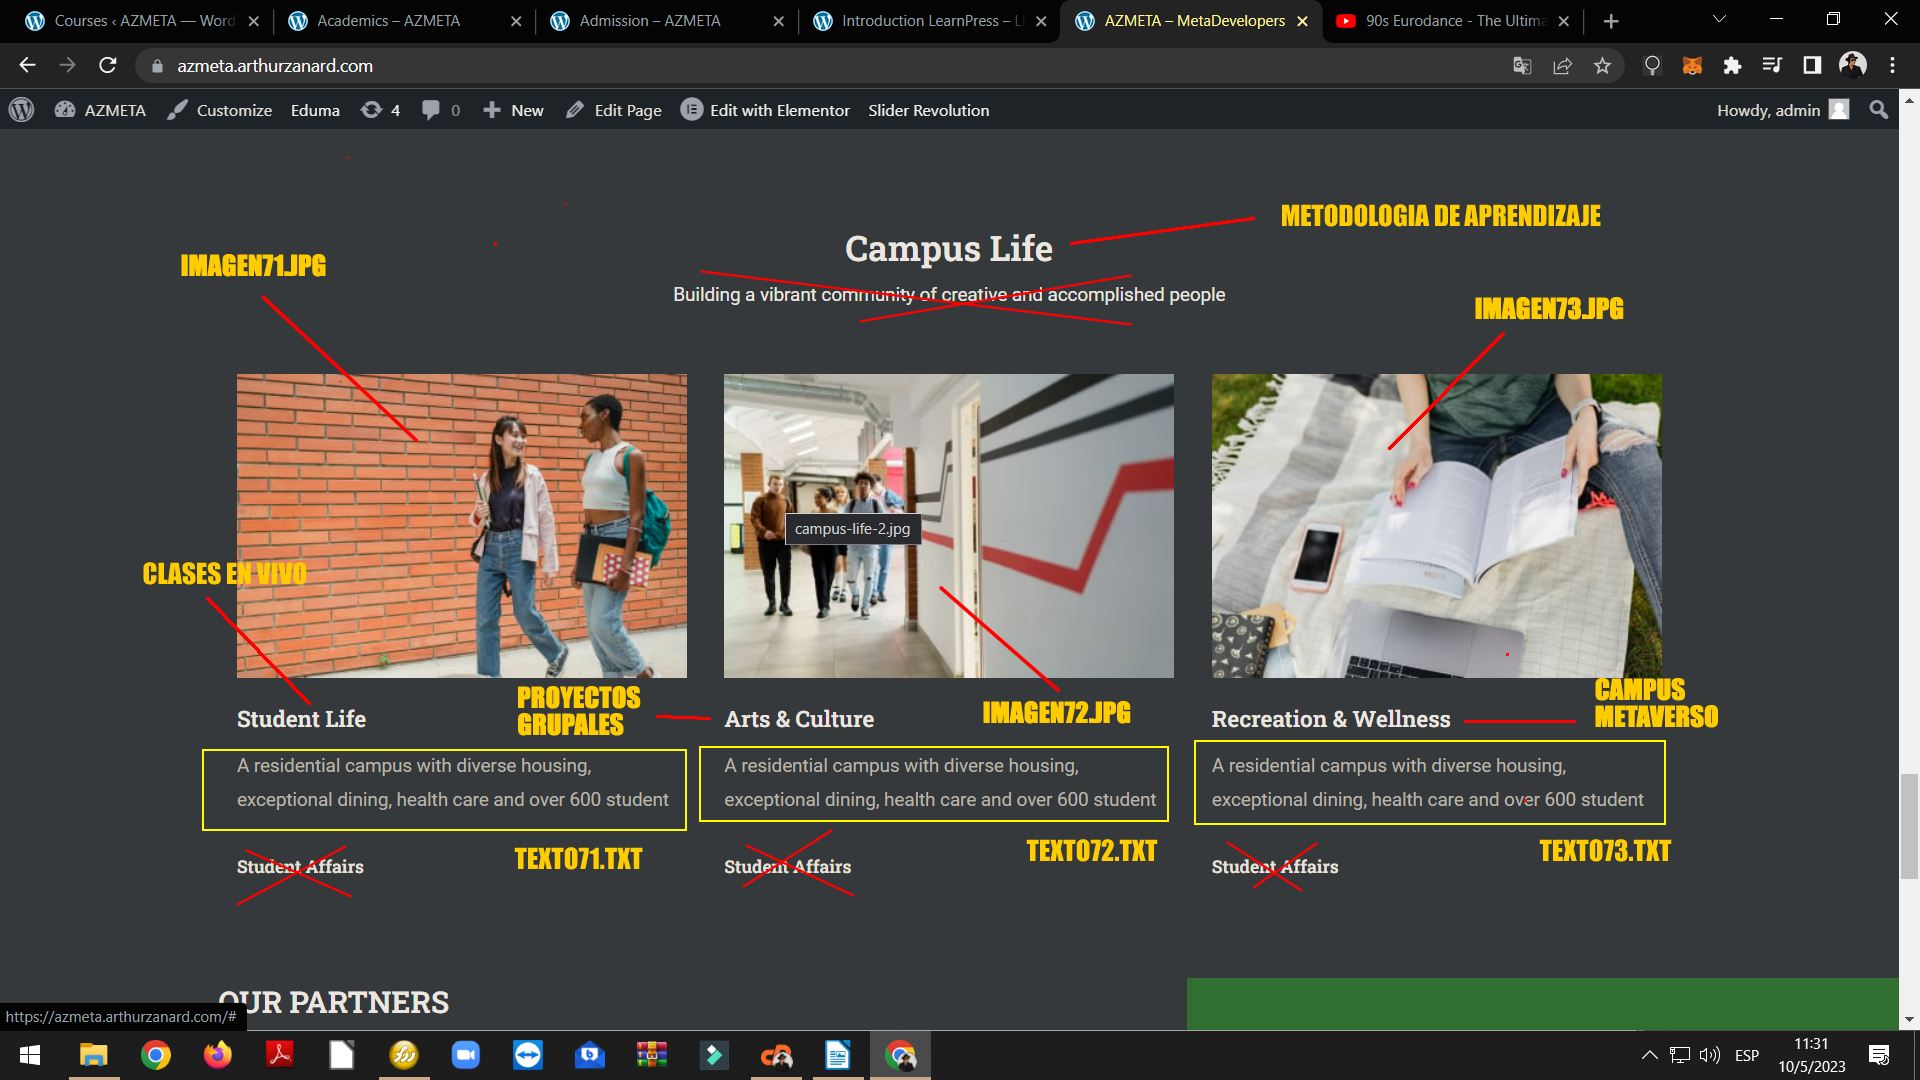 Courses ‹ AZMETA — Word
Academics – AZMETA
Admission – AZMETA
Introduction LearnPress – L
AZMETA – MetaDevelopers
90s Eurodance - The Ultima
azmeta.arthurzanard.com
AZMETA
Customize
Eduma
4
0
New
Edit Page
Edit with Elementor
Slider Revolution
Howdy, admin
METODOLOGIA DE APRENDIZAJE
Campus Life
IMAGEN71.JPG
Building a vibrant community of creative and accomplished people
IMAGEN73.JPG
campus-life-2.jpg
CLASES EN VIVO
PROYECTOS
GRUPALES
IMAGEN72.JPG
CAMPUS
METAVERSO
Student Life
Arts & Culture
Recreation & Wellness
A residential campus with diverse housing,
exceptional dining, health care and over 600 student
A residential campus with diverse housing,
exceptional dining, health care and over 600 student
A residential campus with diverse housing,
exceptional dining, health care and over 600 student
TEXTO71.TXT
TEXTO72.TXT
TEXTO73.TXT
Student Affairs
Student Affairs
Student Affairs
OUR PARTNERS
https://azmeta.arthurzanard.com/#
ESP
11:31
10/5/2023